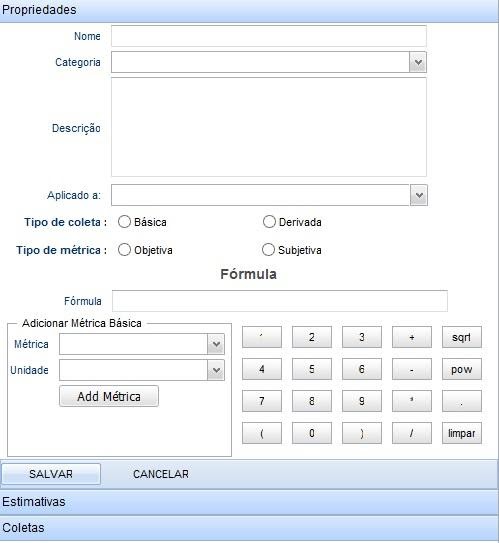 Propriedades
Nome
Categoria
Descrição
Aplicado a:
Tipo de coleta : Básica Derivada
Tipo de métrica : Objetiva Subjetiva
Fórmula
Fórmula
Adicionar Métrica Básica
Métrica
Unidade
Add Métrica
1 2 3 + sqrt
4 5 6 - pow
7 8 9 * .
( 0 ) / limpar
SALVAR CANCELAR
Estimativas
Coletas